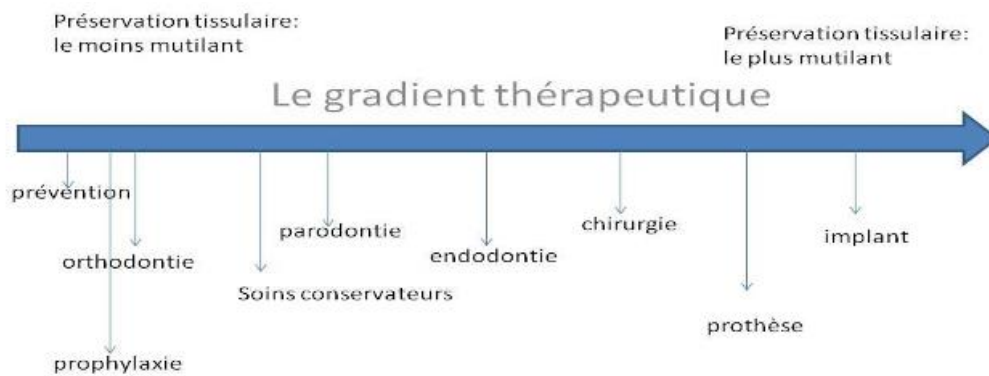 Préservation tissulaire:
le moins mutilant
Préservation tissulaire:
le plus mutilant
Le gradient thérapeutique
prévention
prophylaxie
orthodontie
Soins conservateurs
parodontie
endodontie
chirurgie
prothèse
implant